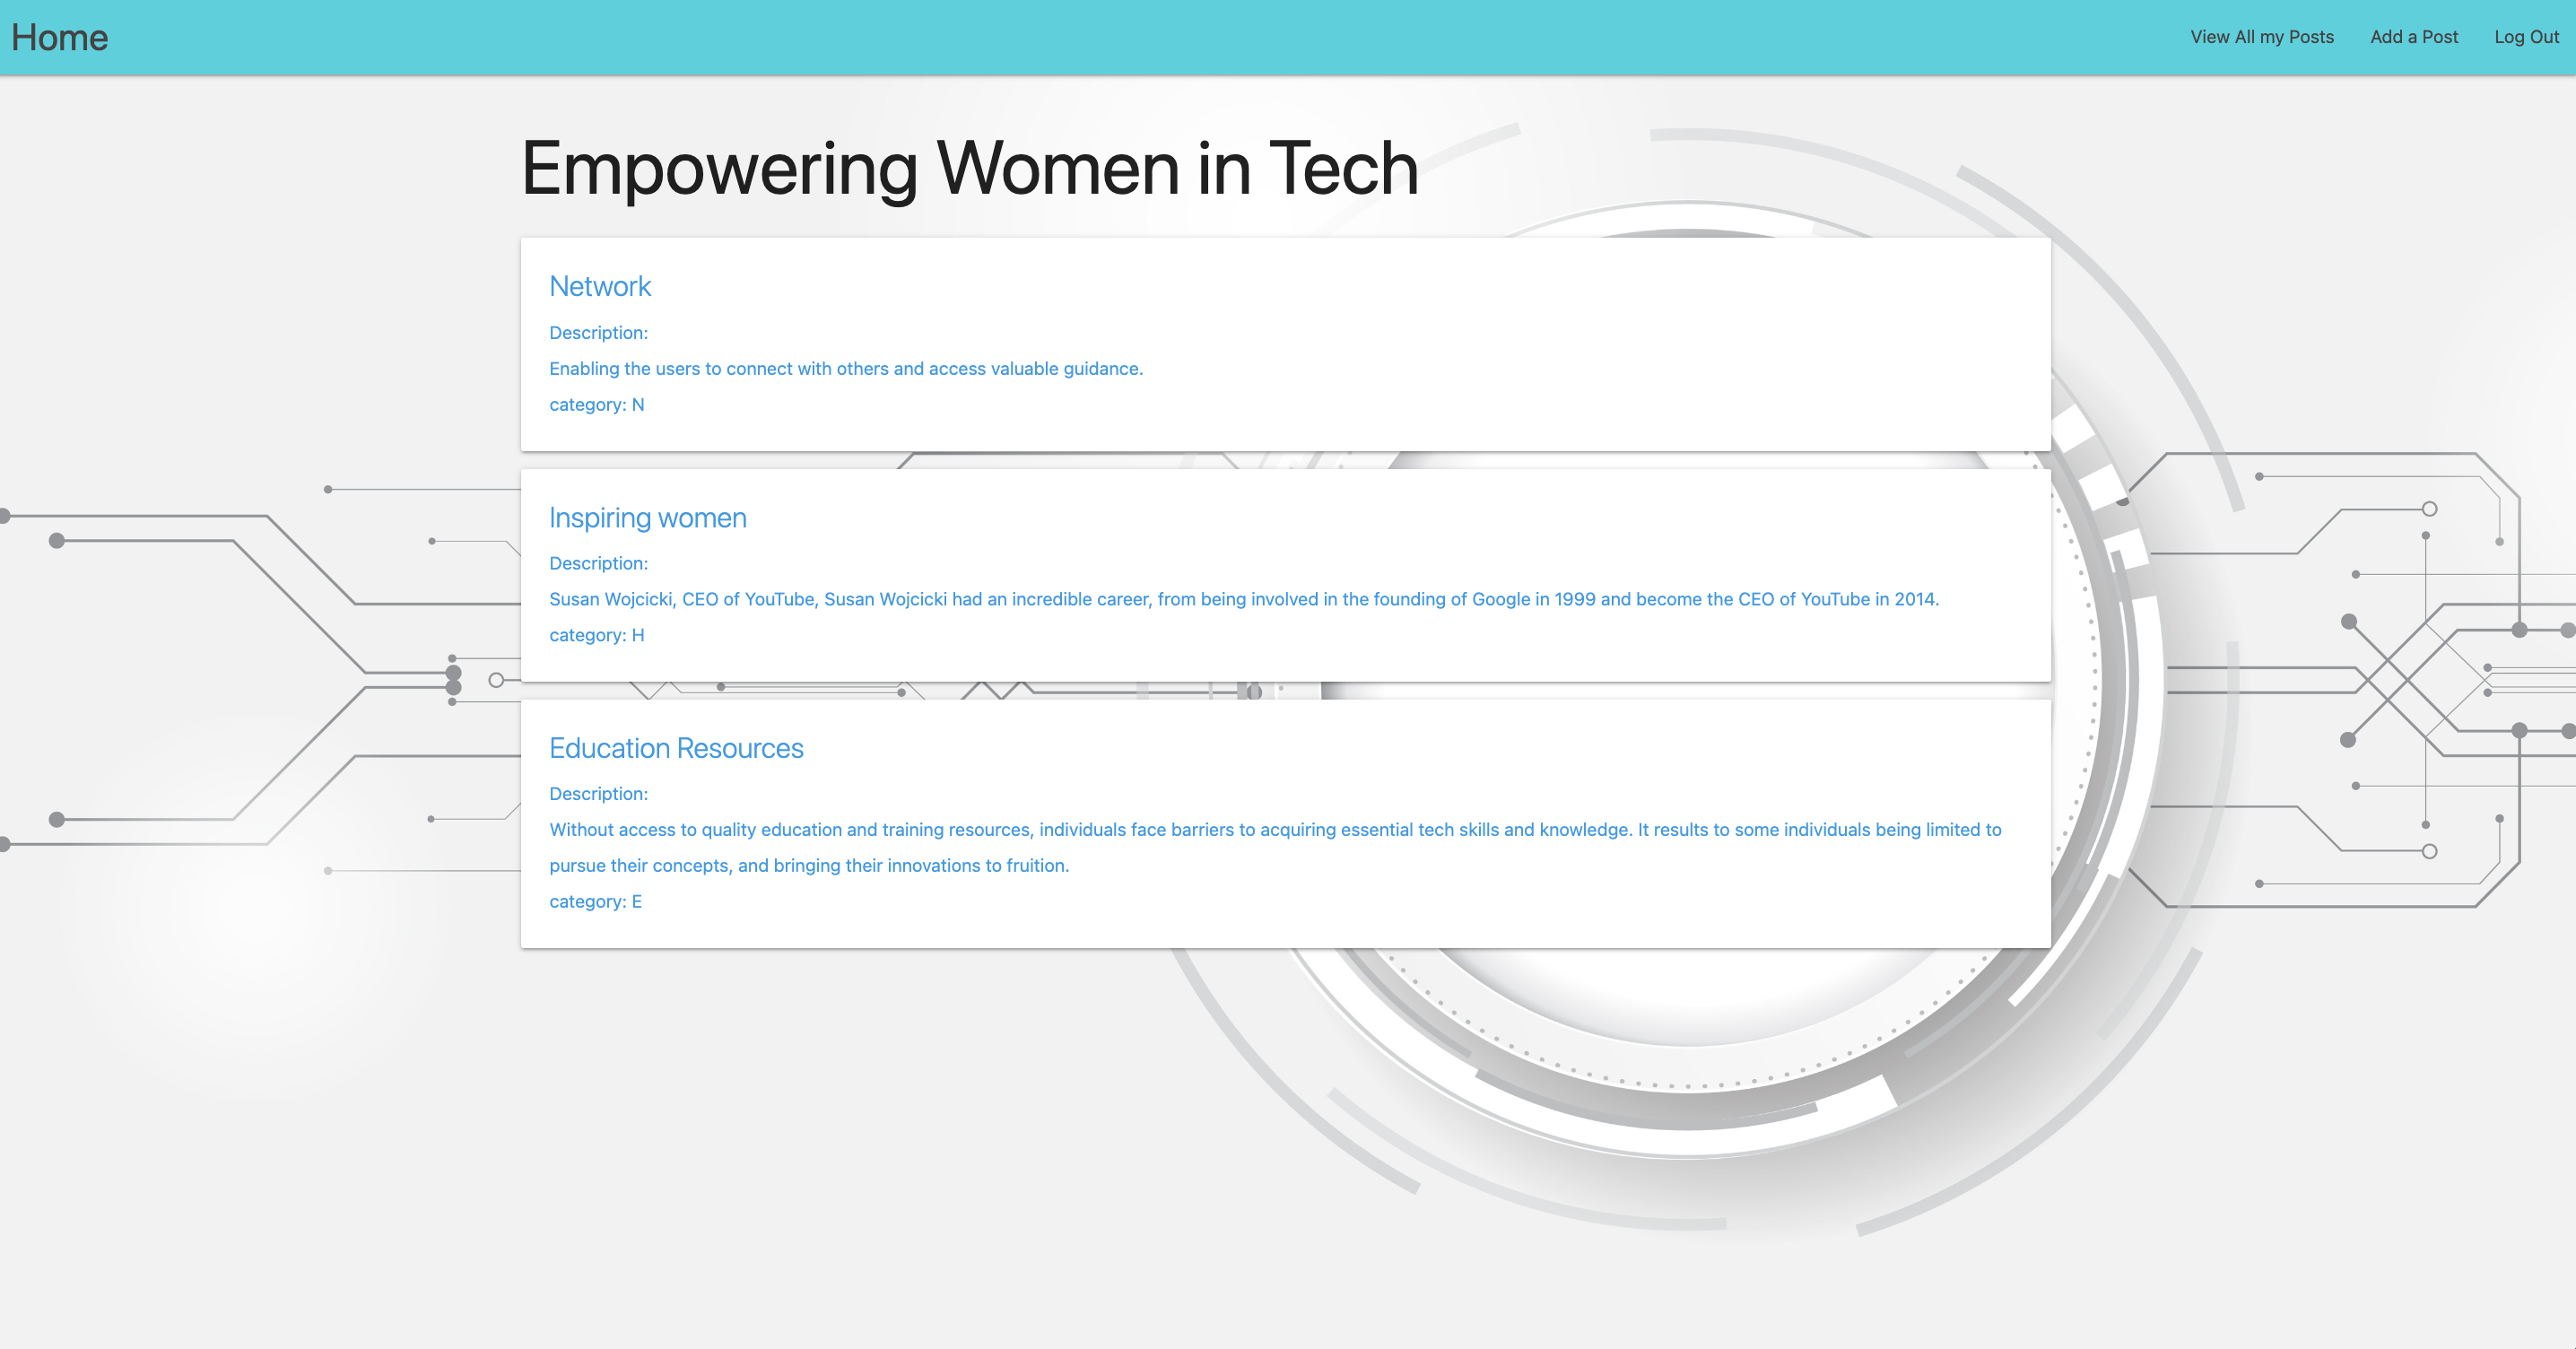 Home
View All my Posts
Add a Post
Log Out
Empowering Women in Tech
Network
Description:
Enabling the users to connect with others and access valuable guidance.
category: N
Inspiring women
Description:
Susan Wojcicki, CEO of YouTube, Susan Wojcicki had an incredible career, from being involved in the founding of Google in 1999 and become the CEO of YouTube in 2014.
category: H
Education Resources
Description:
Without access to quality education and training resources, individuals face barriers to acquiring essential tech skills and knowledge. It results to some individuals being limited to
pursue their concepts, and bringing their innovations to fruition.
category: E